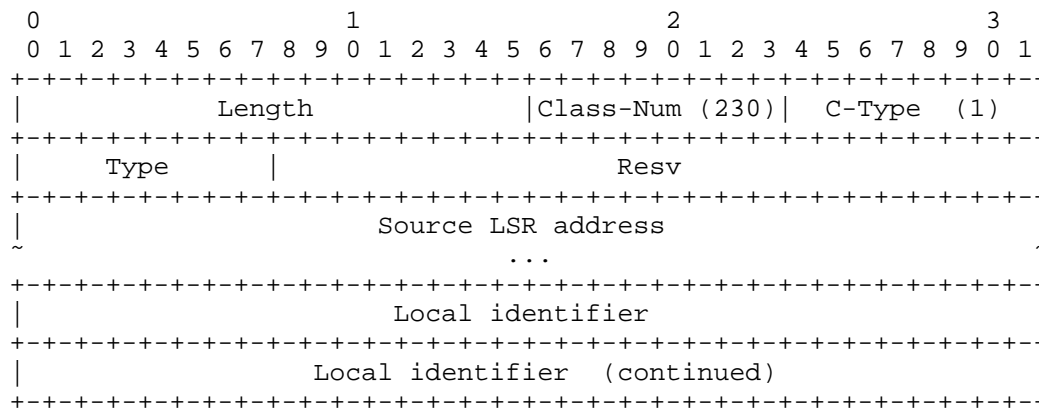 0                   1                   2                   3
0 1 2 3 4 5 6 7 8 9 0 1 2 3 4 5 6 7 8 9 0 1 2 3 4 5 6 7 8 9 0 1
+-+-+-+-+-+-+-+-+-+-+-+-+-+-+-+-+-+-+-+-+-+-+-+-+-+-+-+-+-+-+-+-
| Length |Class-Num (230)| C-Type (1)
+-+-+-+-+-+-+-+-+-+-+-+-+-+-+-+-+-+-+-+-+-+-+-+-+-+-+-+-+-+-+-+-
| Type | Resv
+-+-+-+-+-+-+-+-+-+-+-+-+-+-+-+-+-+-+-+-+-+-+-+-+-+-+-+-+-+-+-+-
| Source LSR address
~ ... ~
+-+-+-+-+-+-+-+-+-+-+-+-+-+-+-+-+-+-+-+-+-+-+-+-+-+-+-+-+-+-+-+-
| Local identifier
+-+-+-+-+-+-+-+-+-+-+-+-+-+-+-+-+-+-+-+-+-+-+-+-+-+-+-+-+-+-+-+-
| Local identifier (continued)
+-+-+-+-+-+-+-+-+-+-+-+-+-+-+-+-+-+-+-+-+-+-+-+-+-+-+-+-+-+-+-+-